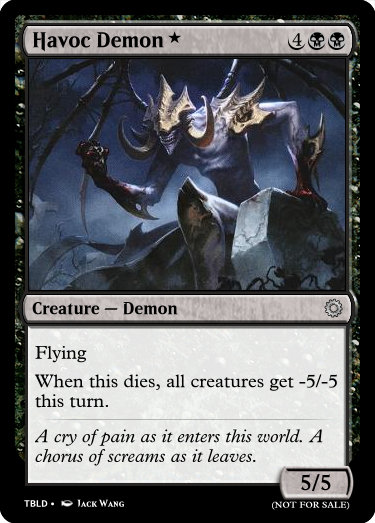 Havoc Demon ★ 4
Creature — Demon
Flying
When this dies, all creatures get -5/-5
this turn.
A cry of pain as it enters this world. A
chorus of screams as it leaves.
5/5
TBLD • Jack Wang
(NOT FOR SALE)